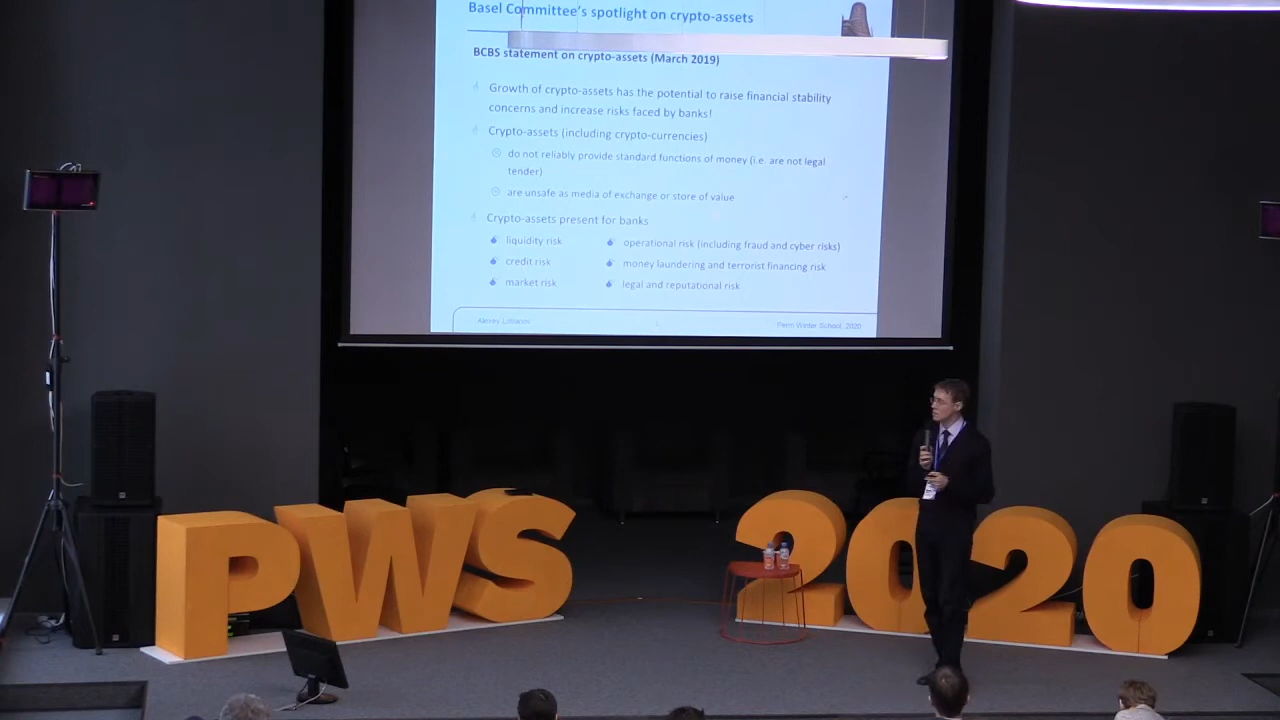 Basel Committee's spotlight on crypto-assets
BCBS statement on crypto-assets (March 2019)
Growth of crypto-assets has the potential to raise financial stability
concerns and increase risks faced by banks!
Crypto-assets (including crypto-currencies)
do not reliably provide standard functions of money (i.e. are not legal
tender)
are unsafe as media of exchange or store of value
Crypto-assets present for banks
liquidity risk
operational risk (including fraud and cyber risks)
credit risk
money laundering and terrorist financing risk
market risk
legal and reputational risk
Alexey Lobanov
Perm Winter School, 2020
PWS 2020